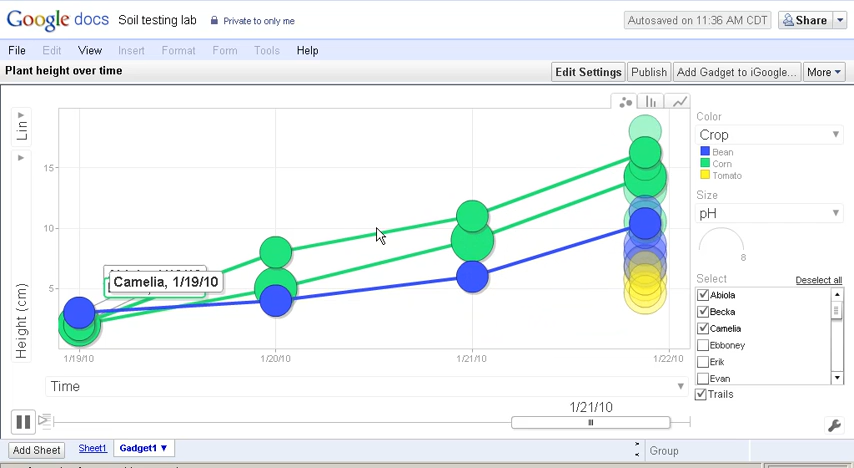 Google docs Soil testing lab Private to only me Autosaved on 11:36 AM CDT Share
File Edit View Insert Format Form Tools Help
Plant height over time Edit Settings Publish Add Gadget to iGoogle... More
Lin
Height (cm)
15
10
5
Camelia, 1/19/10
1/19/10 1/20/10 1/21/10 1/22/10
Time
1/21/10
Color
Crop
Bean
Corn
Tomato
Size
pH
8
Select Deselect all
Abiola
Becka
Camelia
Ebboney
Erik
Evan
Trails
Add Sheet Sheet1 Gadget1 Group